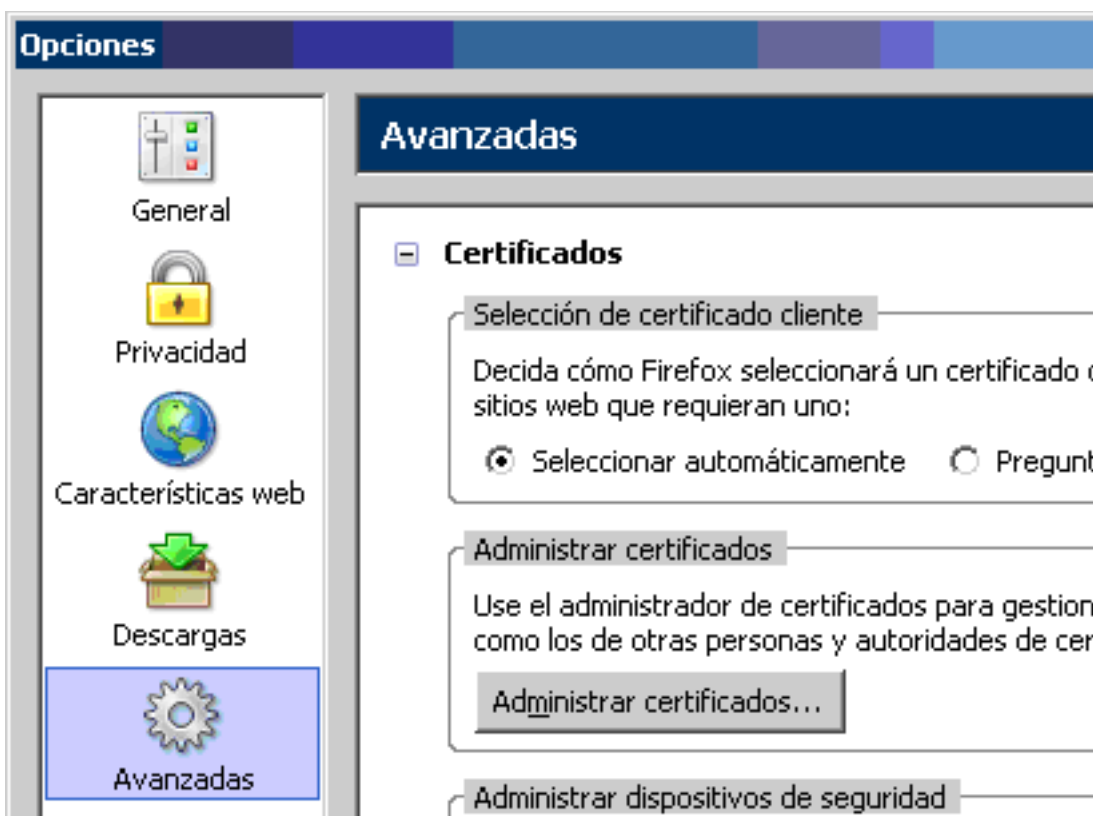 Opciones
General
Privacidad
Características web
Descargas
Avanzadas
Avanzadas
Certificados
Selección de certificado cliente
Decida cómo Firefox seleccionará un certificado
sitios web que requieran uno:
Seleccionar automáticamente
Administrar certificados
Use el administrador de certificados para
como los de otras personas y autoridades de
Administrar certificados...
Administrar dispositivos de seguridad